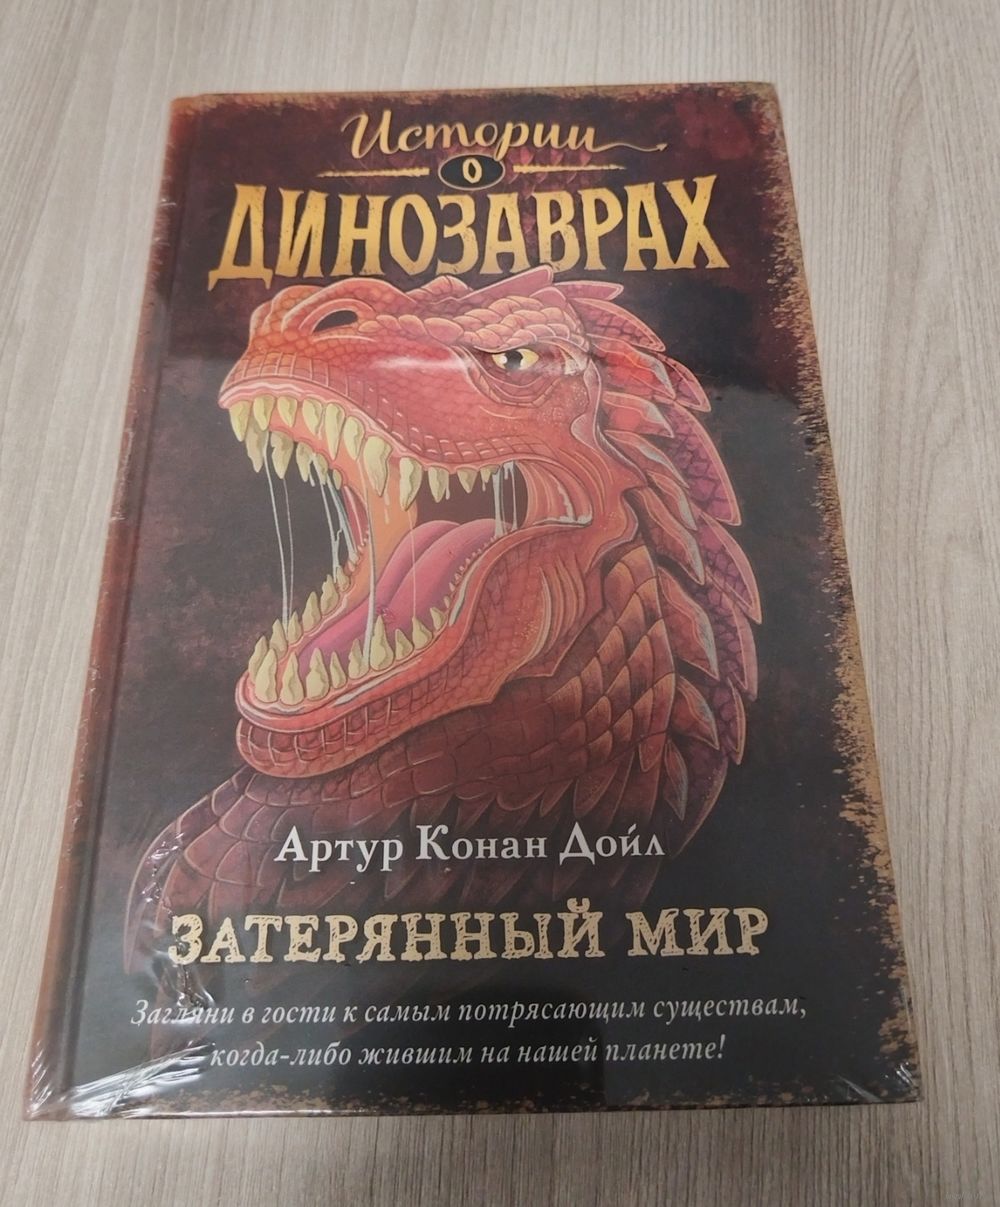 Истории
о
ДИНОЗАВРАХ
Артур Конан Дойл
ЗАТЕРЯННЫЙ МИР
Загляни в гости к самым потрясающим существам,
когда-либо жившим на нашей планете!